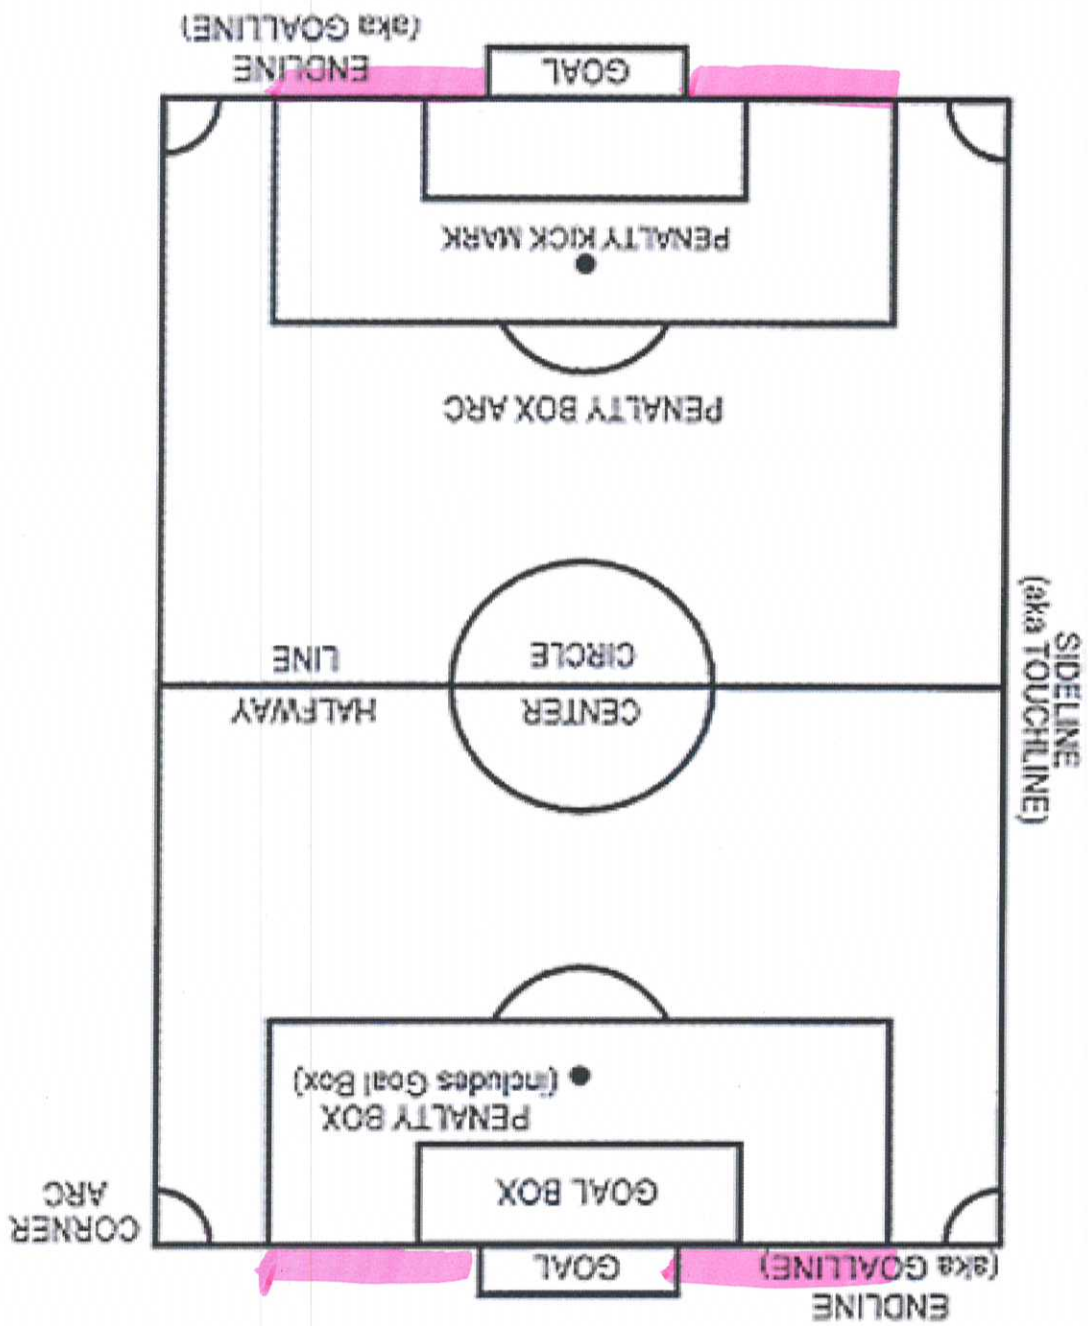 ENDLINE
(aka GOALLINE)
GOAL
CORNER
ARC
GOAL BOX
PENALTY BOX
(includes Goal Box)
SIDELINE
(aka TOUCHLINE)
CENTER
CIRCLE
HALFWAY
LINE
PENALTY BOX ARC
PENALTY KICK MARK
GOAL
ENDLINE
(aka GOALLINE)